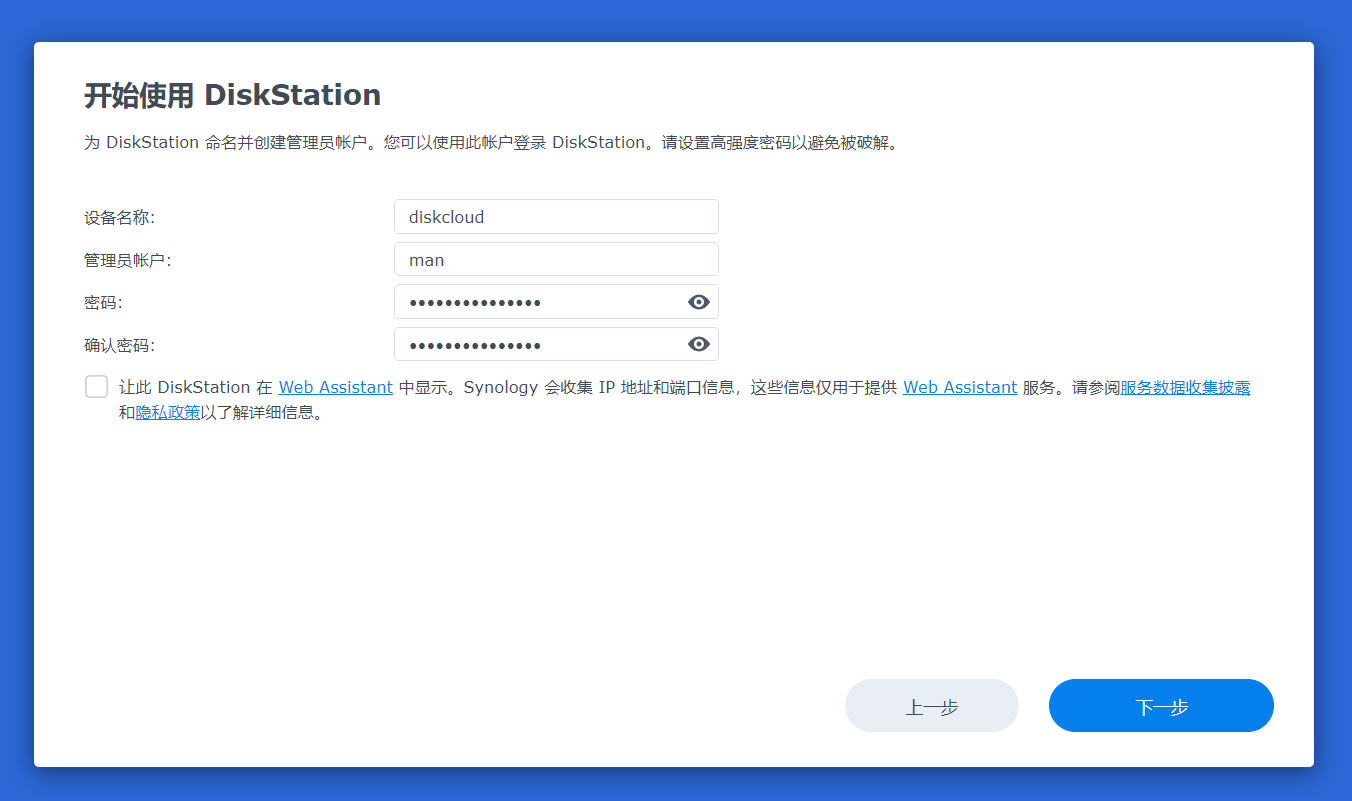 开始使用 DiskStation
为 DiskStation 命名并创建管理员帐户。您可以使用此帐户登录 DiskStation。请设置高强度密码以避免被破解。
设备名称: diskcloud
管理员帐户: man
密码: •••••••••••••••
确认密码: •••••••••••••••
让此 DiskStation 在 Web Assistant 中显示。Synology 会收集 IP 地址和端口信息，这些信息仅用于提供 Web Assistant 服务。请参阅服务数据收集披露
和隐私政策以了解详细信息。
上一步 下一步